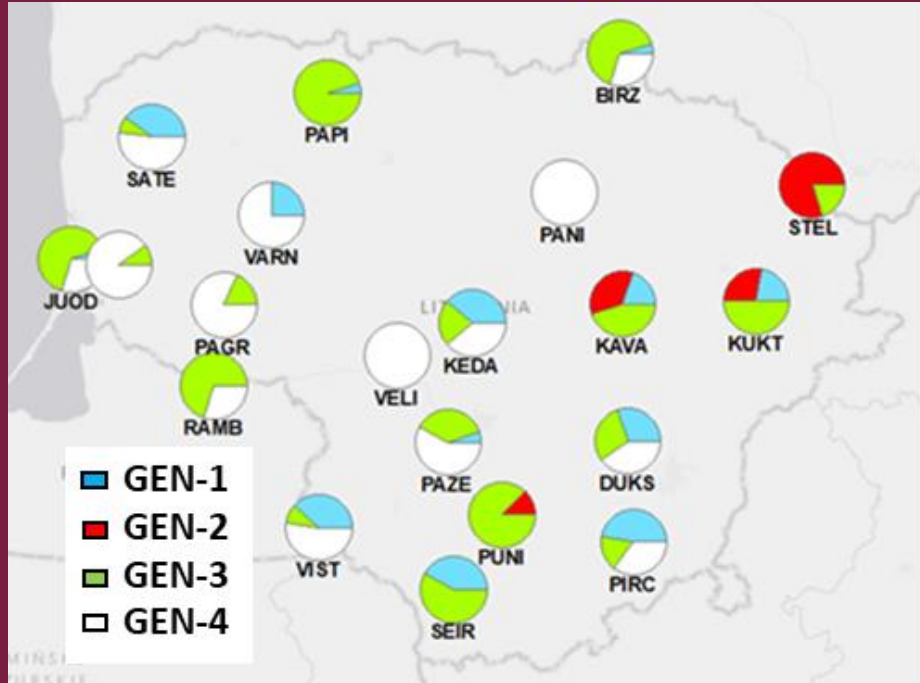 BIRZ
PAPI
SATE
STEL
PANI
VARN
JUOD
PAGR
KEDA
KAVA
KUKT
VELI
RAMB
PAZE
DUKS
GEN-1
GEN-2
GEN-3
GEN-4
VIST
PUNI
PIRC
SEIR